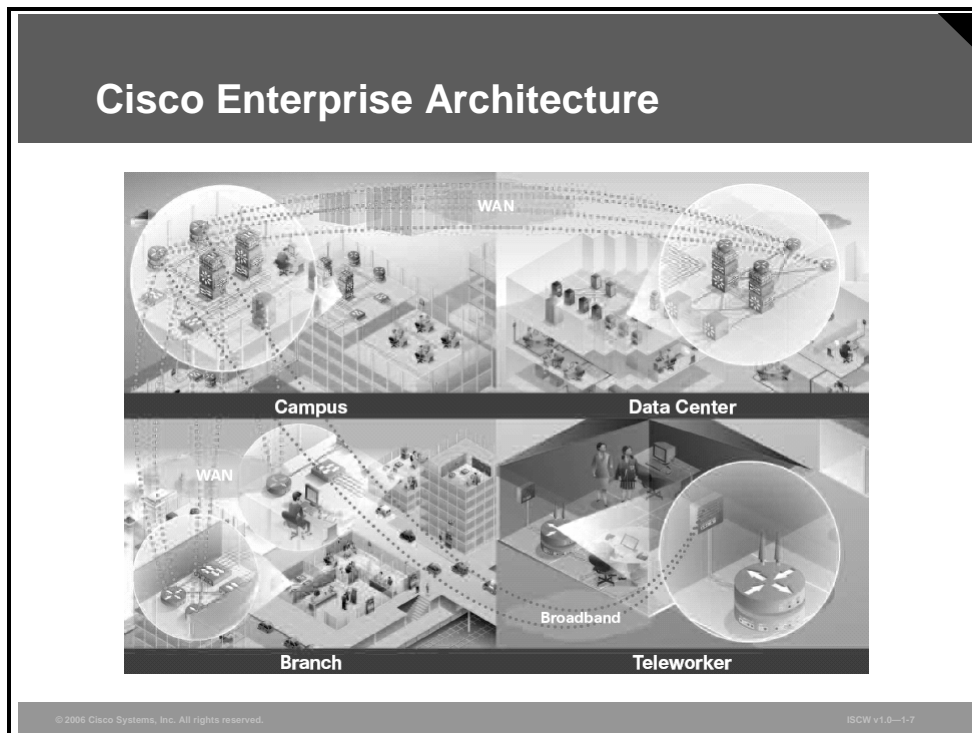 Cisco Enterprise Architecture
WAN
Campus
Data Center
WAN
Broadband
Branch
Teleworker
© 2006 Cisco Systems, Inc. All rights reserved.
ISCW v1.0—1-7